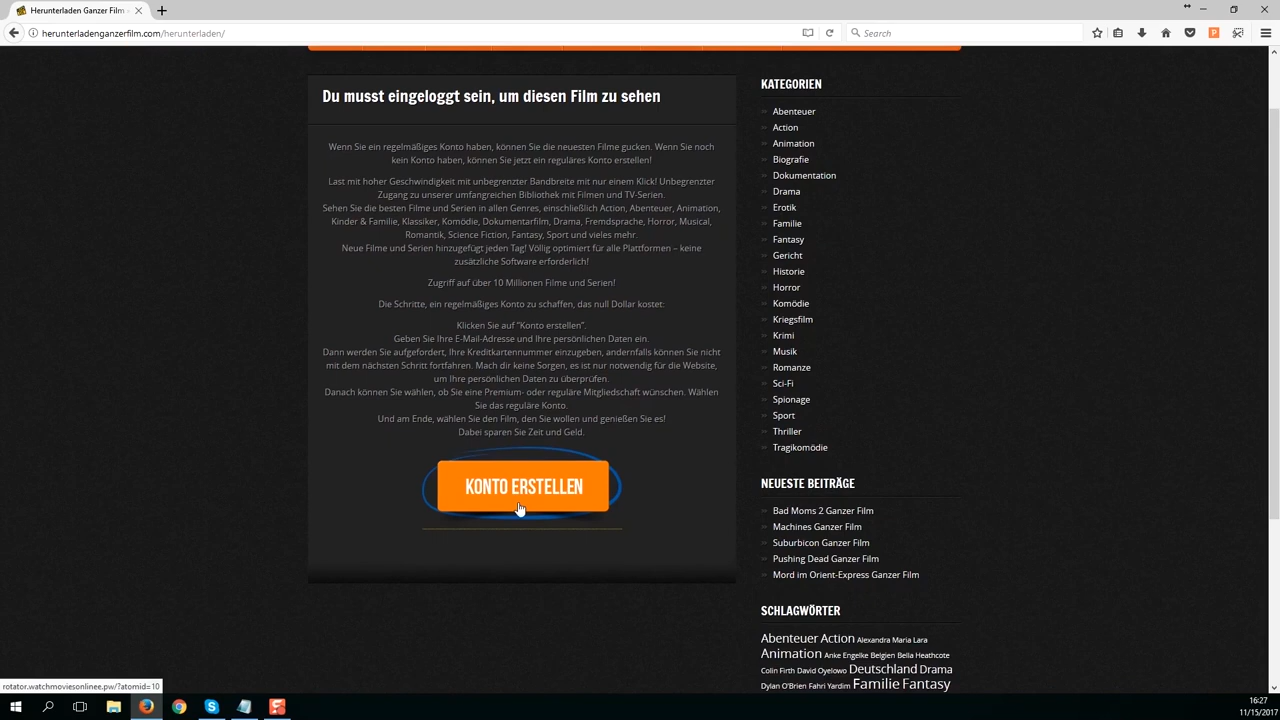 Herunterladen Ganzer Film
herunterladenganzerfilm.com/herunterladen/
Search
Du musst eingeloggt sein, um diesen Film zu sehen
Wenn Sie ein regelmäßiges Konto haben, können Sie die neuesten Filme gucken. Wenn Sie noch
kein Konto haben, können Sie jetzt ein reguläres Konto erstellen!
Last mit hoher Geschwindigkeit mit unbegrenzter Bandbreite mit nur einem Klick! Unbegrenzter
Zugang zu unserer umfangreichen Bibliothek mit Filmen und TV-Serien.
Sehen Sie die besten Filme und Serien in allen Genres, einschließlich Action, Abenteuer, Animation,
Kinder & Familie, Klassiker, Komödie, Dokumentarfilm, Drama, Fremdsprache, Horror, Musical,
Romantik, Science Fiction, Fantasy, Sport und vieles mehr.
Neue Filme und Serien hinzugefügt jeden Tag! Völlig optimiert für alle Plattformen – keine
zusätzliche Software erforderlich!
Zugriff auf über 10 Millionen Filme und Serien!
Die Schritte, ein regelmäßiges Konto zu schaffen, das null Dollar kostet:
Klicken Sie auf "Konto erstellen".
Geben Sie Ihre E-Mail-Adresse und Ihre persönlichen Daten ein.
Dann werden Sie aufgefordert, Ihre Kreditkartennummer einzugeben, andernfalls können Sie nicht
mit dem nächsten Schritt fortfahren. Mach dir keine Sorgen, es ist nur notwendig für die Website,
um Ihre persönlichen Daten zu überprüfen.
Danach können Sie wählen, ob Sie eine Premium- oder reguläre Mitgliedschaft wünschen. Wählen
Sie das reguläre Konto.
Und am Ende, wählen Sie den Film, den Sie wollen und genießen Sie es!
Dabei sparen Sie Zeit und Geld.
KONTO ERSTELLEN
KATEGORIEN
Abenteuer
Action
Animation
Biografie
Dokumentation
Drama
Erotik
Familie
Fantasy
Gericht
Historie
Horror
Komödie
Kriegsfilm
Krimi
Musik
Romanze
Sci-Fi
Spionage
Sport
Thriller
Tragikomödie
NEUESTE BEITRÄGE
Bad Moms 2 Ganzer Film
Machines Ganzer Film
Suburbicon Ganzer Film
Pushing Dead Ganzer Film
Mord im Orient-Express Ganzer Film
SCHLAGWÖRTER
Abenteuer Action Alexandra Maria Lara
Animation Anke Engelke Belgien Bella Heathcote
Colin Firth David Oyelowo Deutschland Drama
Dylan O'Brien Fahri Yardim Familie Fantasy
rotator.watchmoviesonlinee.pw/?atomid=10
16:27
11/15/2017